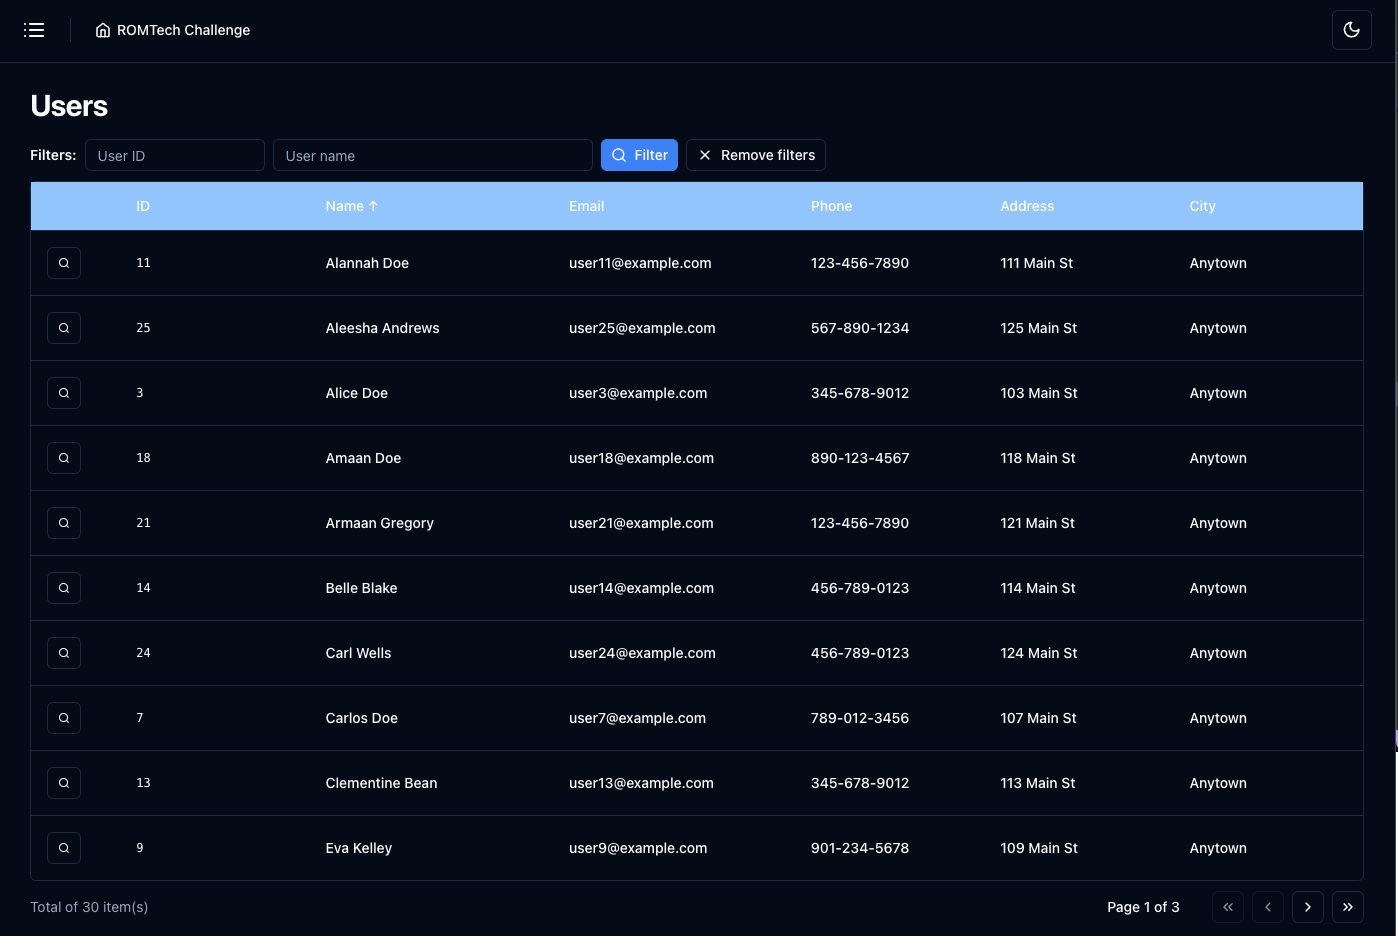 ROMTech Challenge
Users
Filters: User ID User name Filter Remove filters
ID Name ↑ Email Phone Address City
11 Alannah Doe user11@example.com 123-456-7890 111 Main St Anytown
25 Aleesha Andrews user25@example.com 567-890-1234 125 Main St Anytown
3 Alice Doe user3@example.com 345-678-9012 103 Main St Anytown
18 Amaan Doe user18@example.com 890-123-4567 118 Main St Anytown
21 Armaan Gregory user21@example.com 123-456-7890 121 Main St Anytown
14 Belle Blake user14@example.com 456-789-0123 114 Main St Anytown
24 Carl Wells user24@example.com 456-789-0123 124 Main St Anytown
7 Carlos Doe user7@example.com 789-012-3456 107 Main St Anytown
13 Clementine Bean user13@example.com 345-678-9012 113 Main St Anytown
9 Eva Kelley user9@example.com 901-234-5678 109 Main St Anytown
Total of 30 item(s) Page 1 of 3